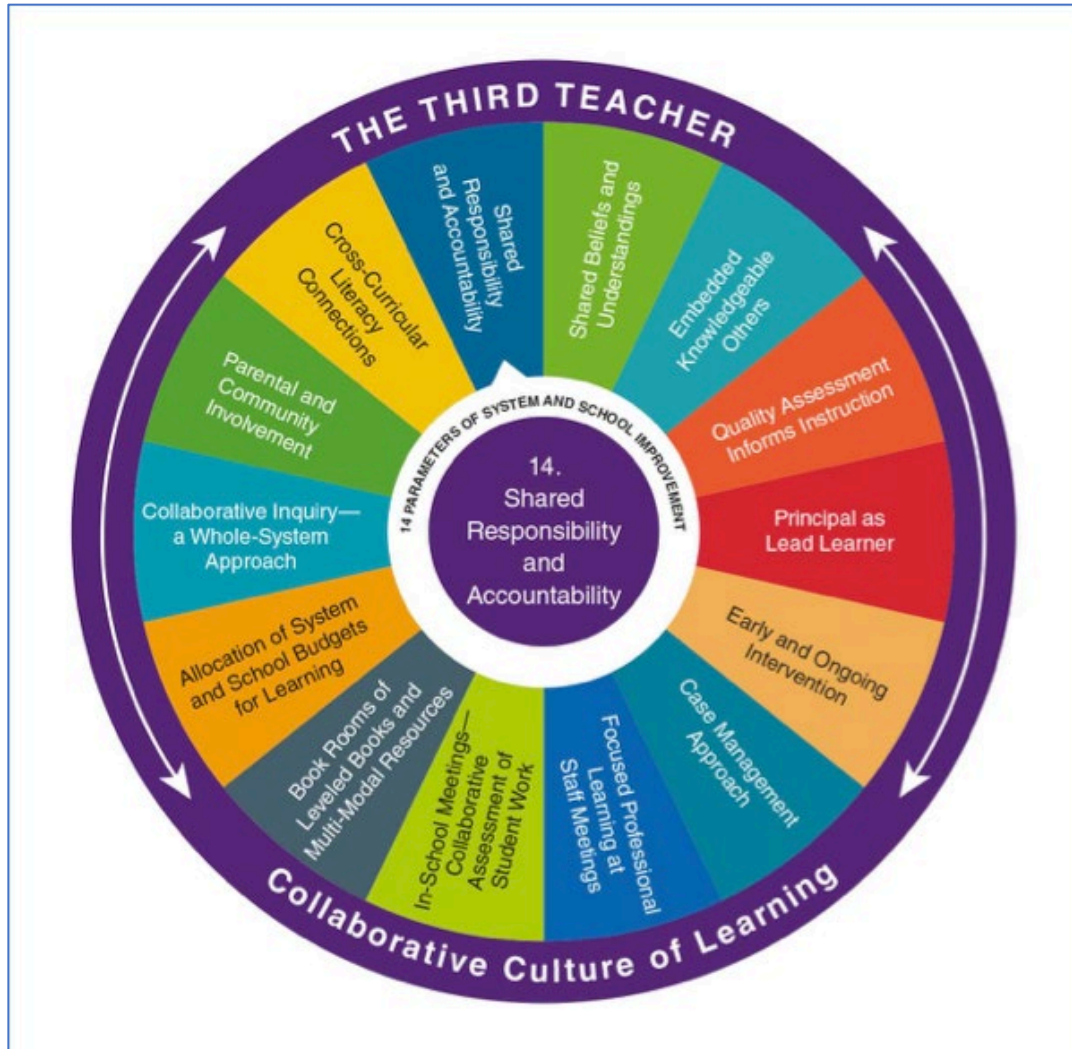 THE THIRD TEACHER
Shared Beliefs and
Understandings
Embedded
Knowledgeable
Others
Quality Assessment
Informs Instruction
Principal as
Lead Learner
Early and Ongoing
Intervention
Case Management
Approach
Focused Professional
Learning at
Staff Meetings
In-School Meetings—
Collaborative
Assessment of
Student Work
Book Rooms of
Leveled Books and
Multi-Modal Resources
Allocation of System
and School Budgets
for Learning
Collaborative Inquiry—
a Whole-System
Approach
Parental and
Community
Involvement
Cross-Curricular
Literacy
Connections
Shared
Responsibility
and Accountability
14 PARAMETERS OF SYSTEM AND SCHOOL IMPROVEMENT
14.
Shared
Responsibility
and
Accountability
Collaborative Culture of Learning